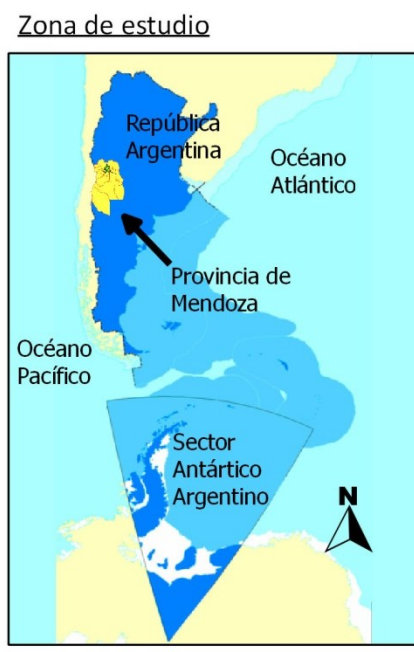 Zona de estudio
República
Argentina
Océano
Atlántico
Provincia de
Mendoza
Océano
Pacífico
Sector
Antártico
Argentino
N